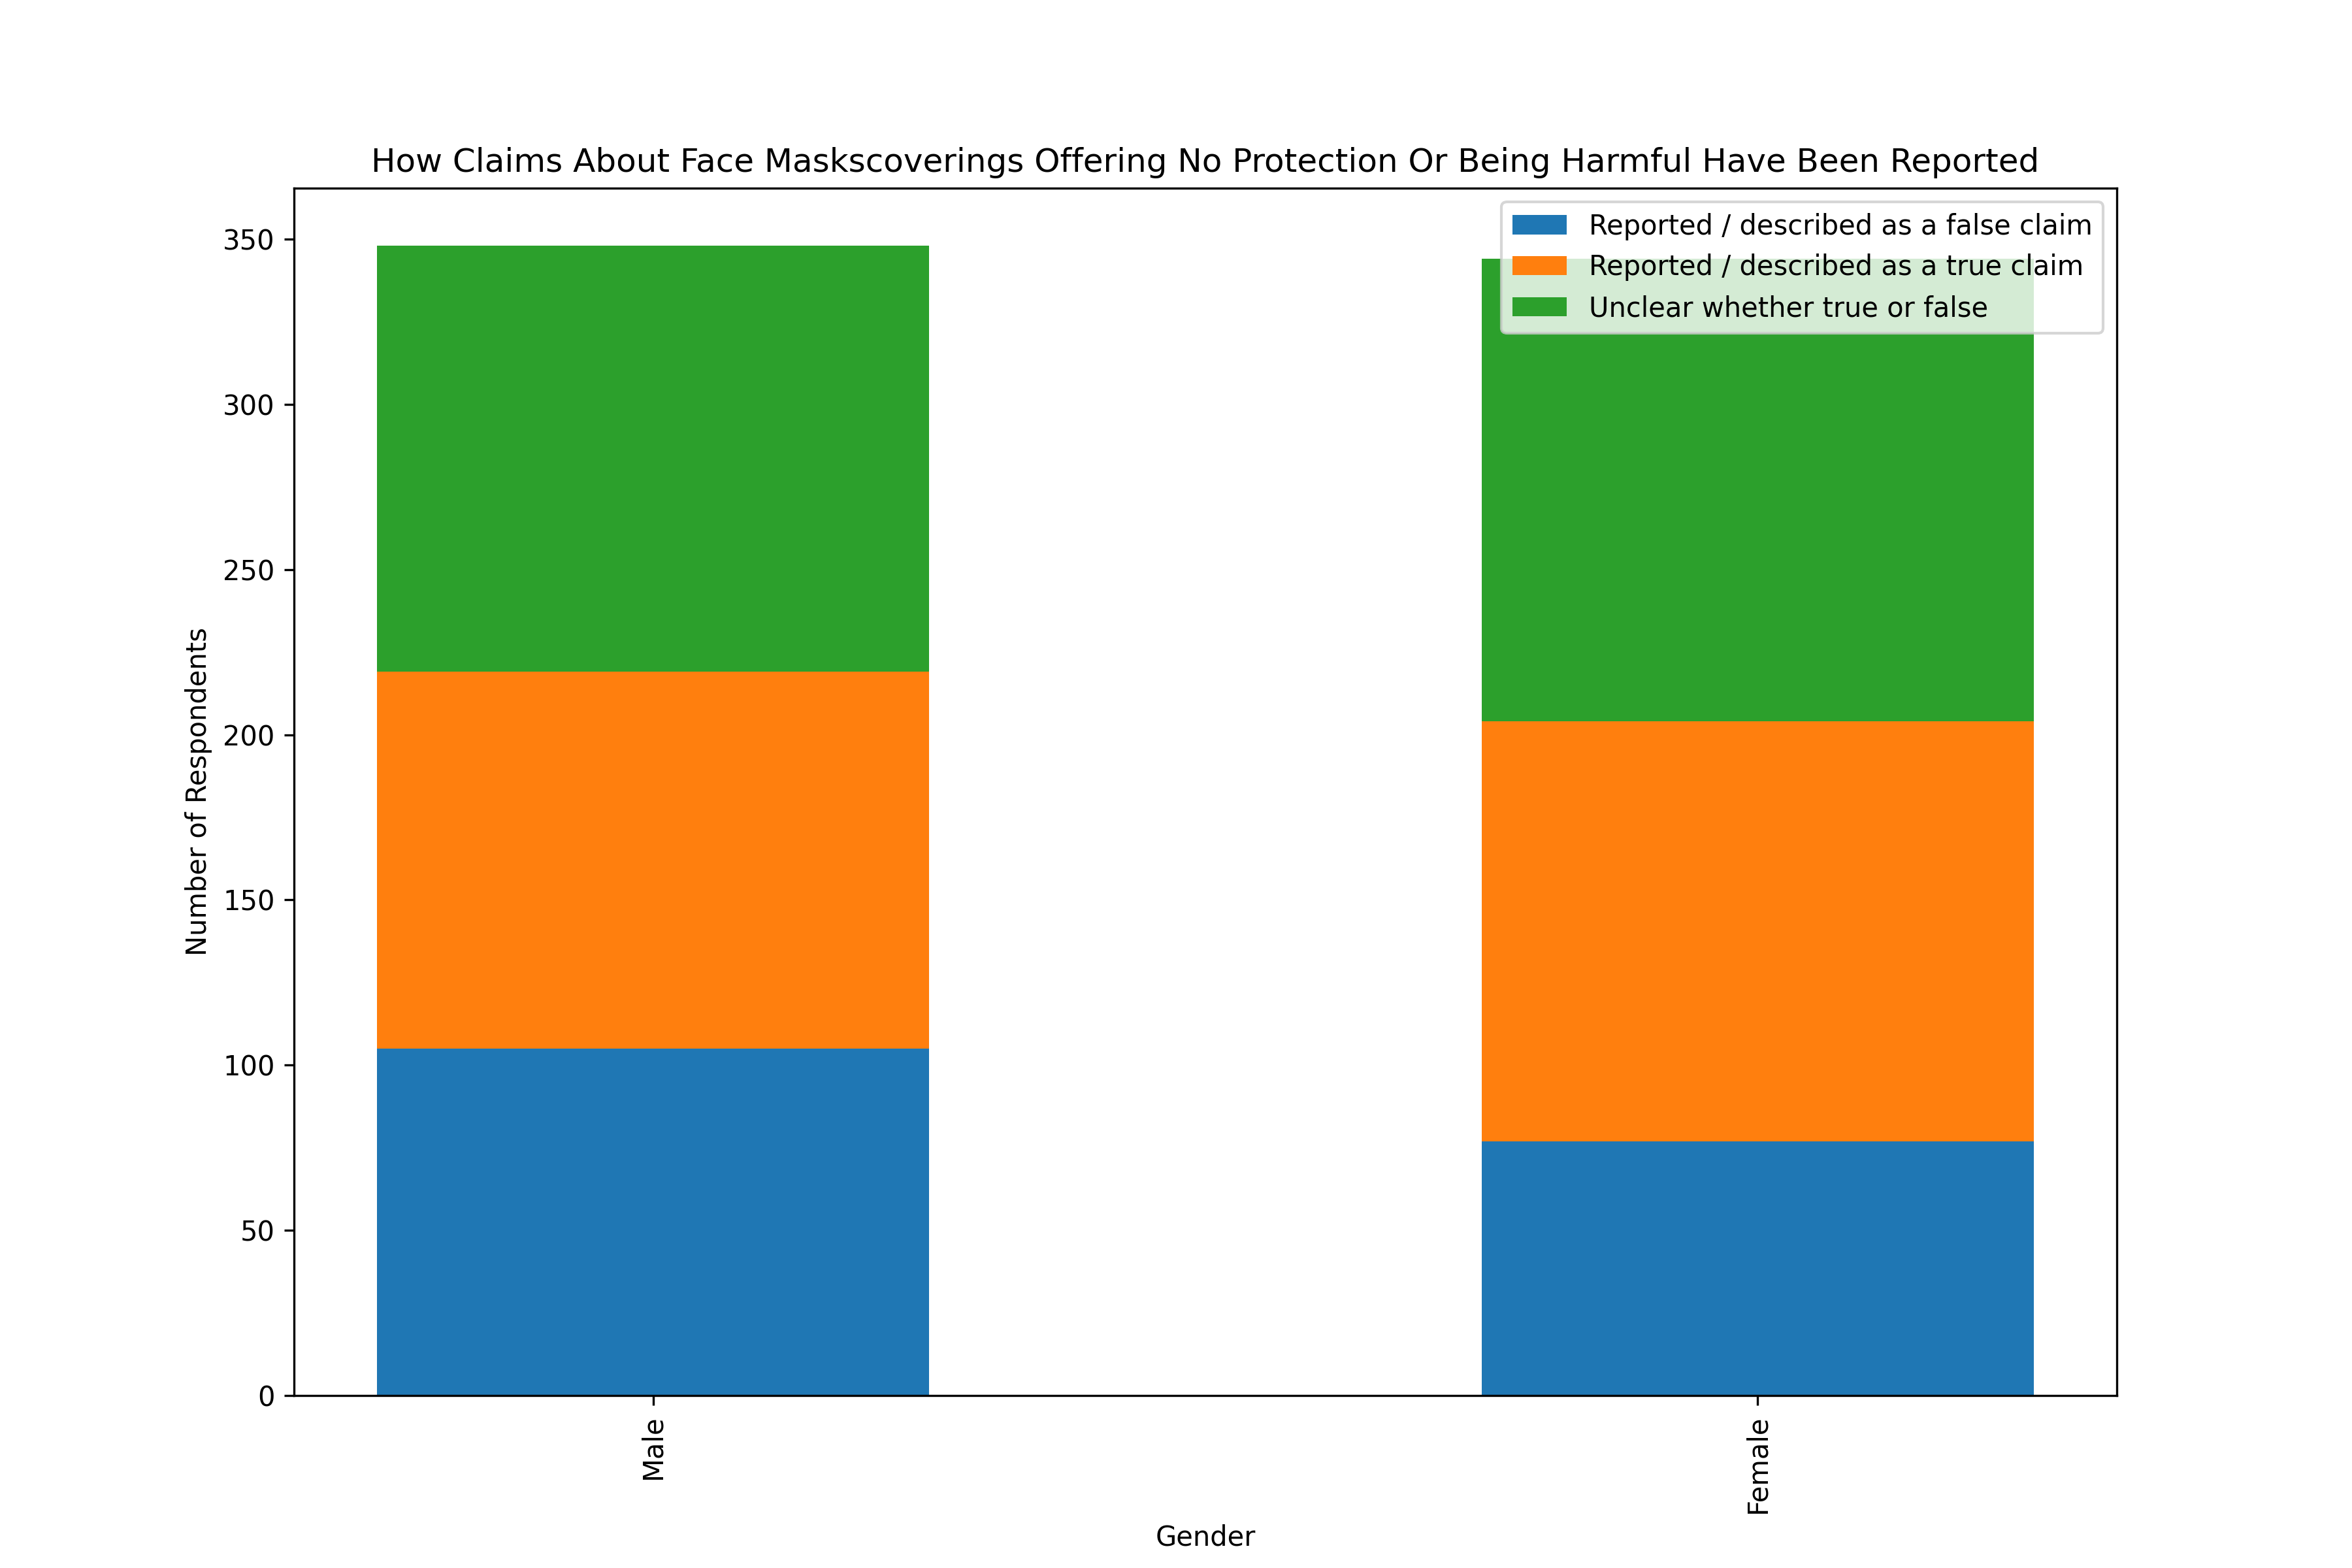 How Claims About Face Maskscoverings Offering No Protection Or Being Harmful Have Been Reported
Reported / described as a false claim
Reported / described as a true claim
Unclear whether true or false
350
300
250
200
150
100
50
0
Number of Respondents
Male
Female
Gender